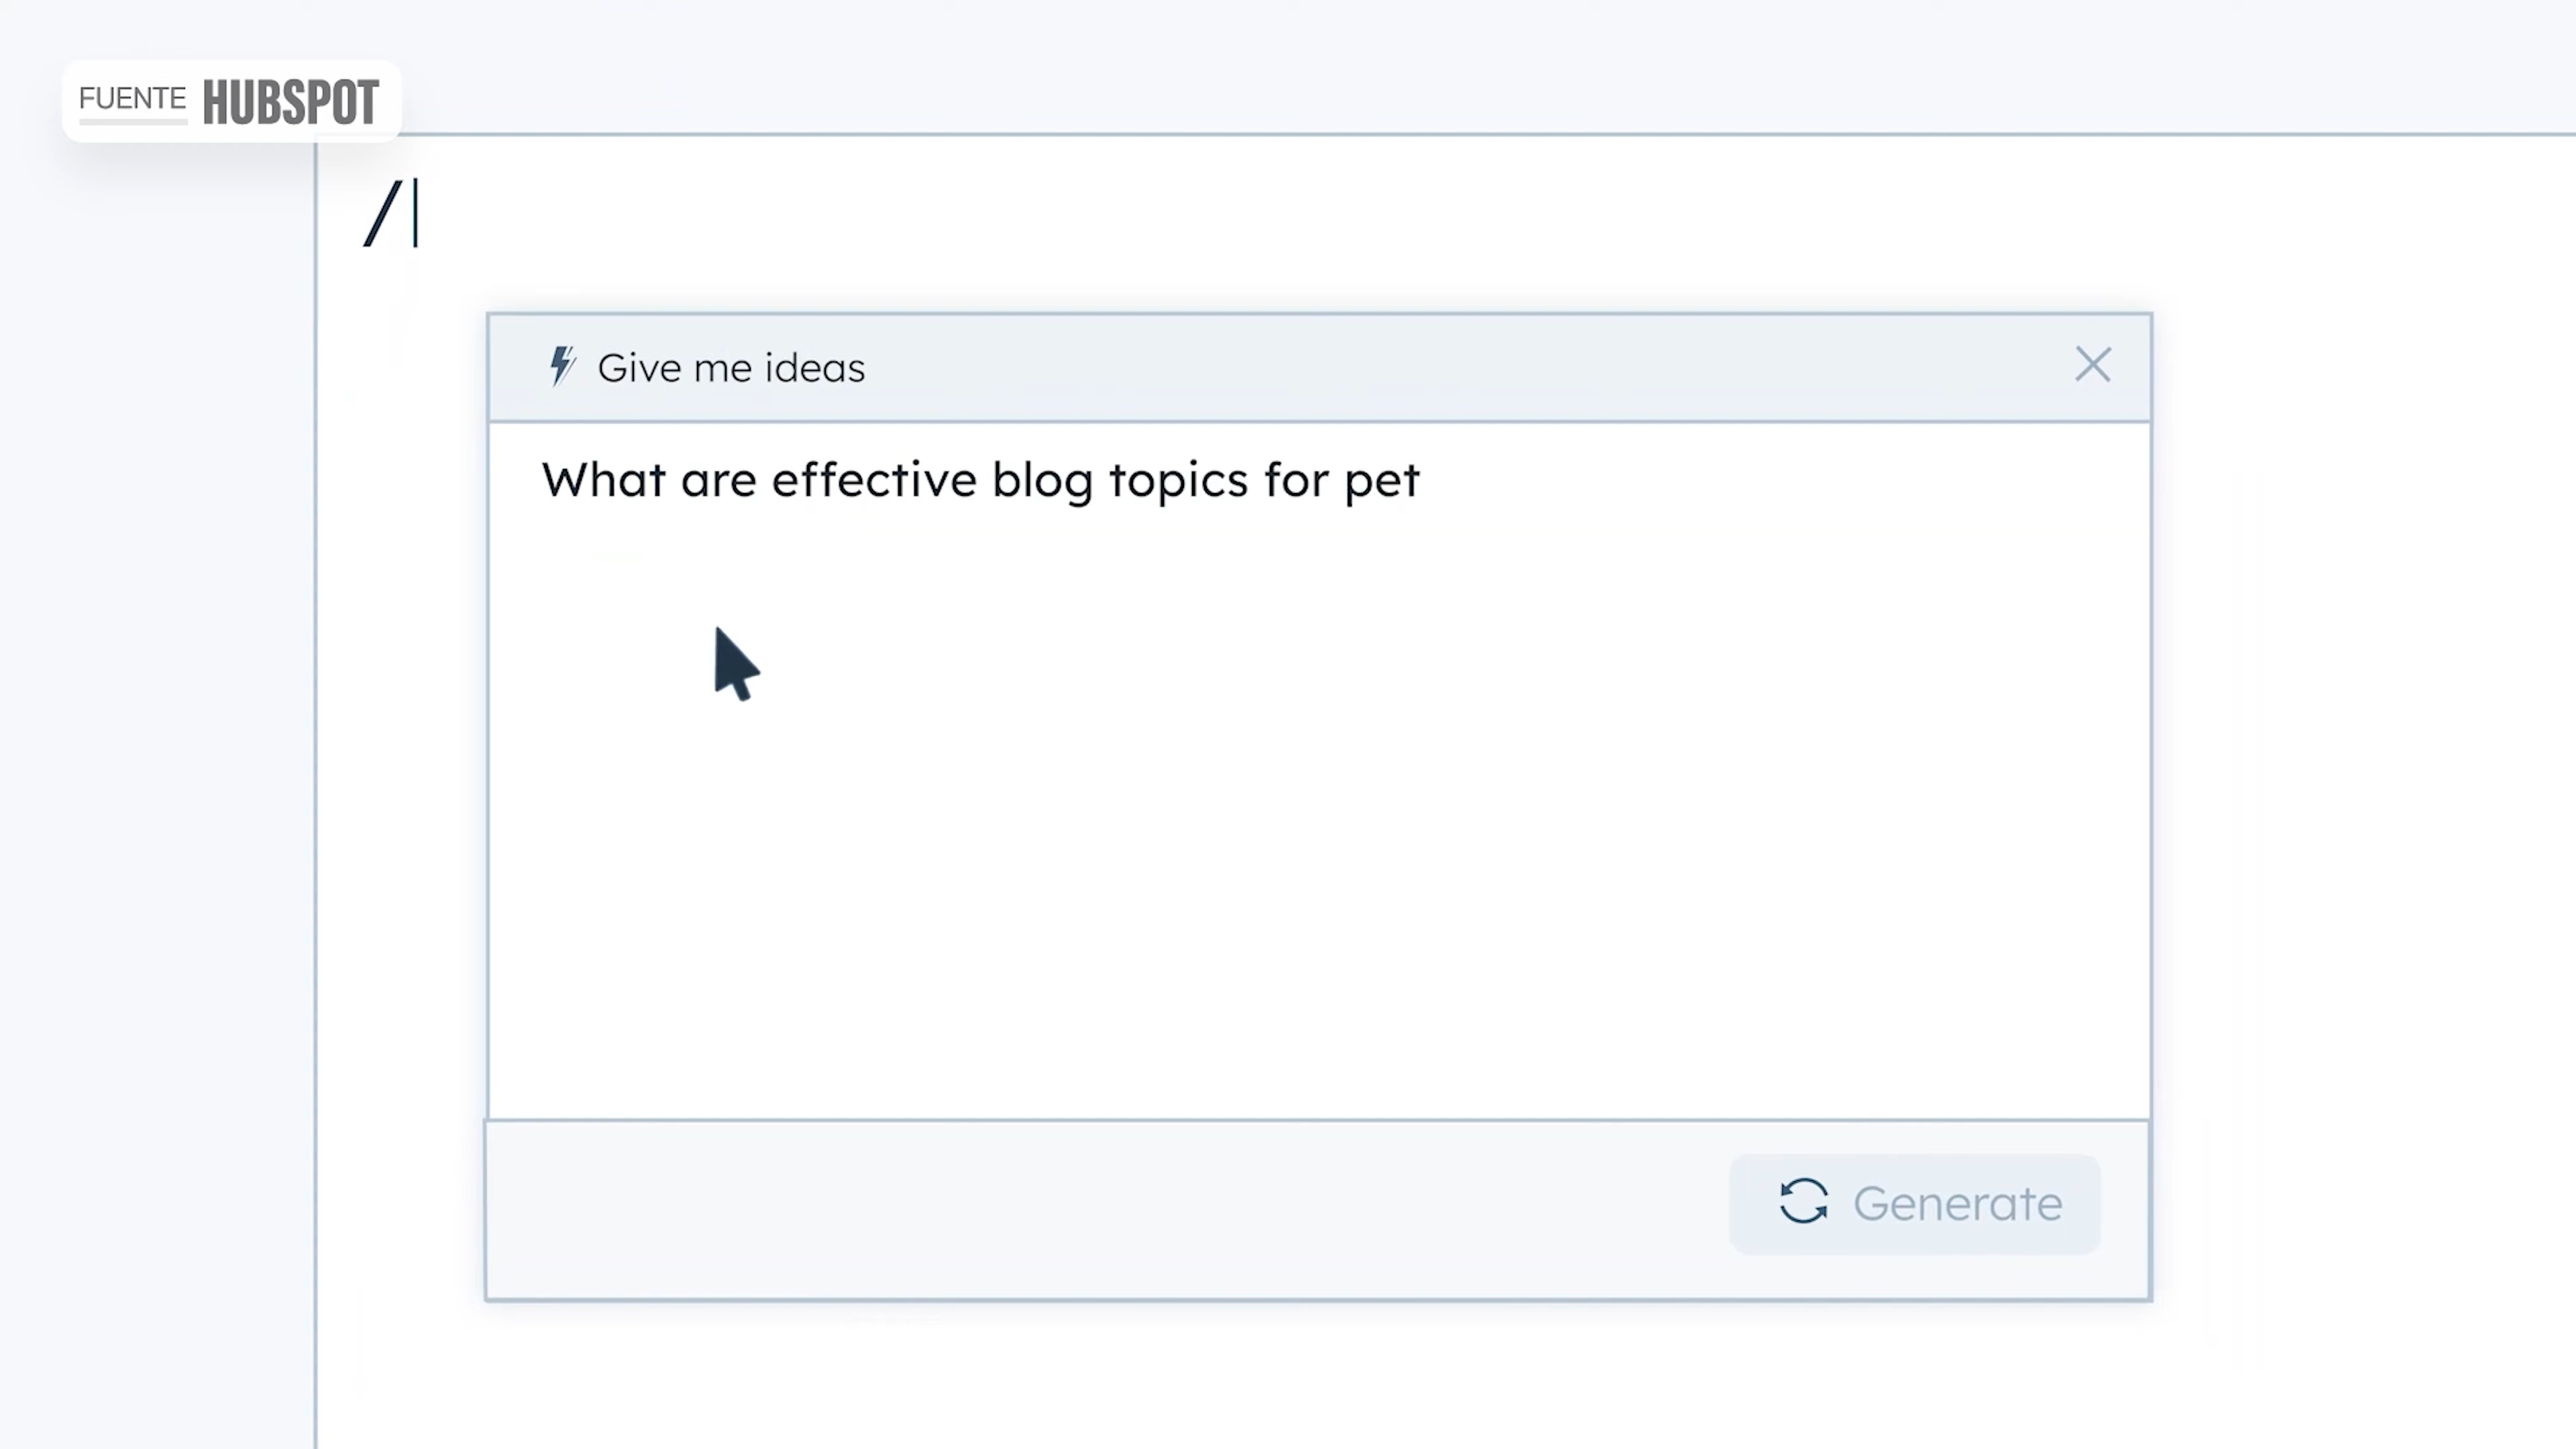 FUENTE HUBSPOT
/
Give me ideas
What are effective blog topics for pet
Generate